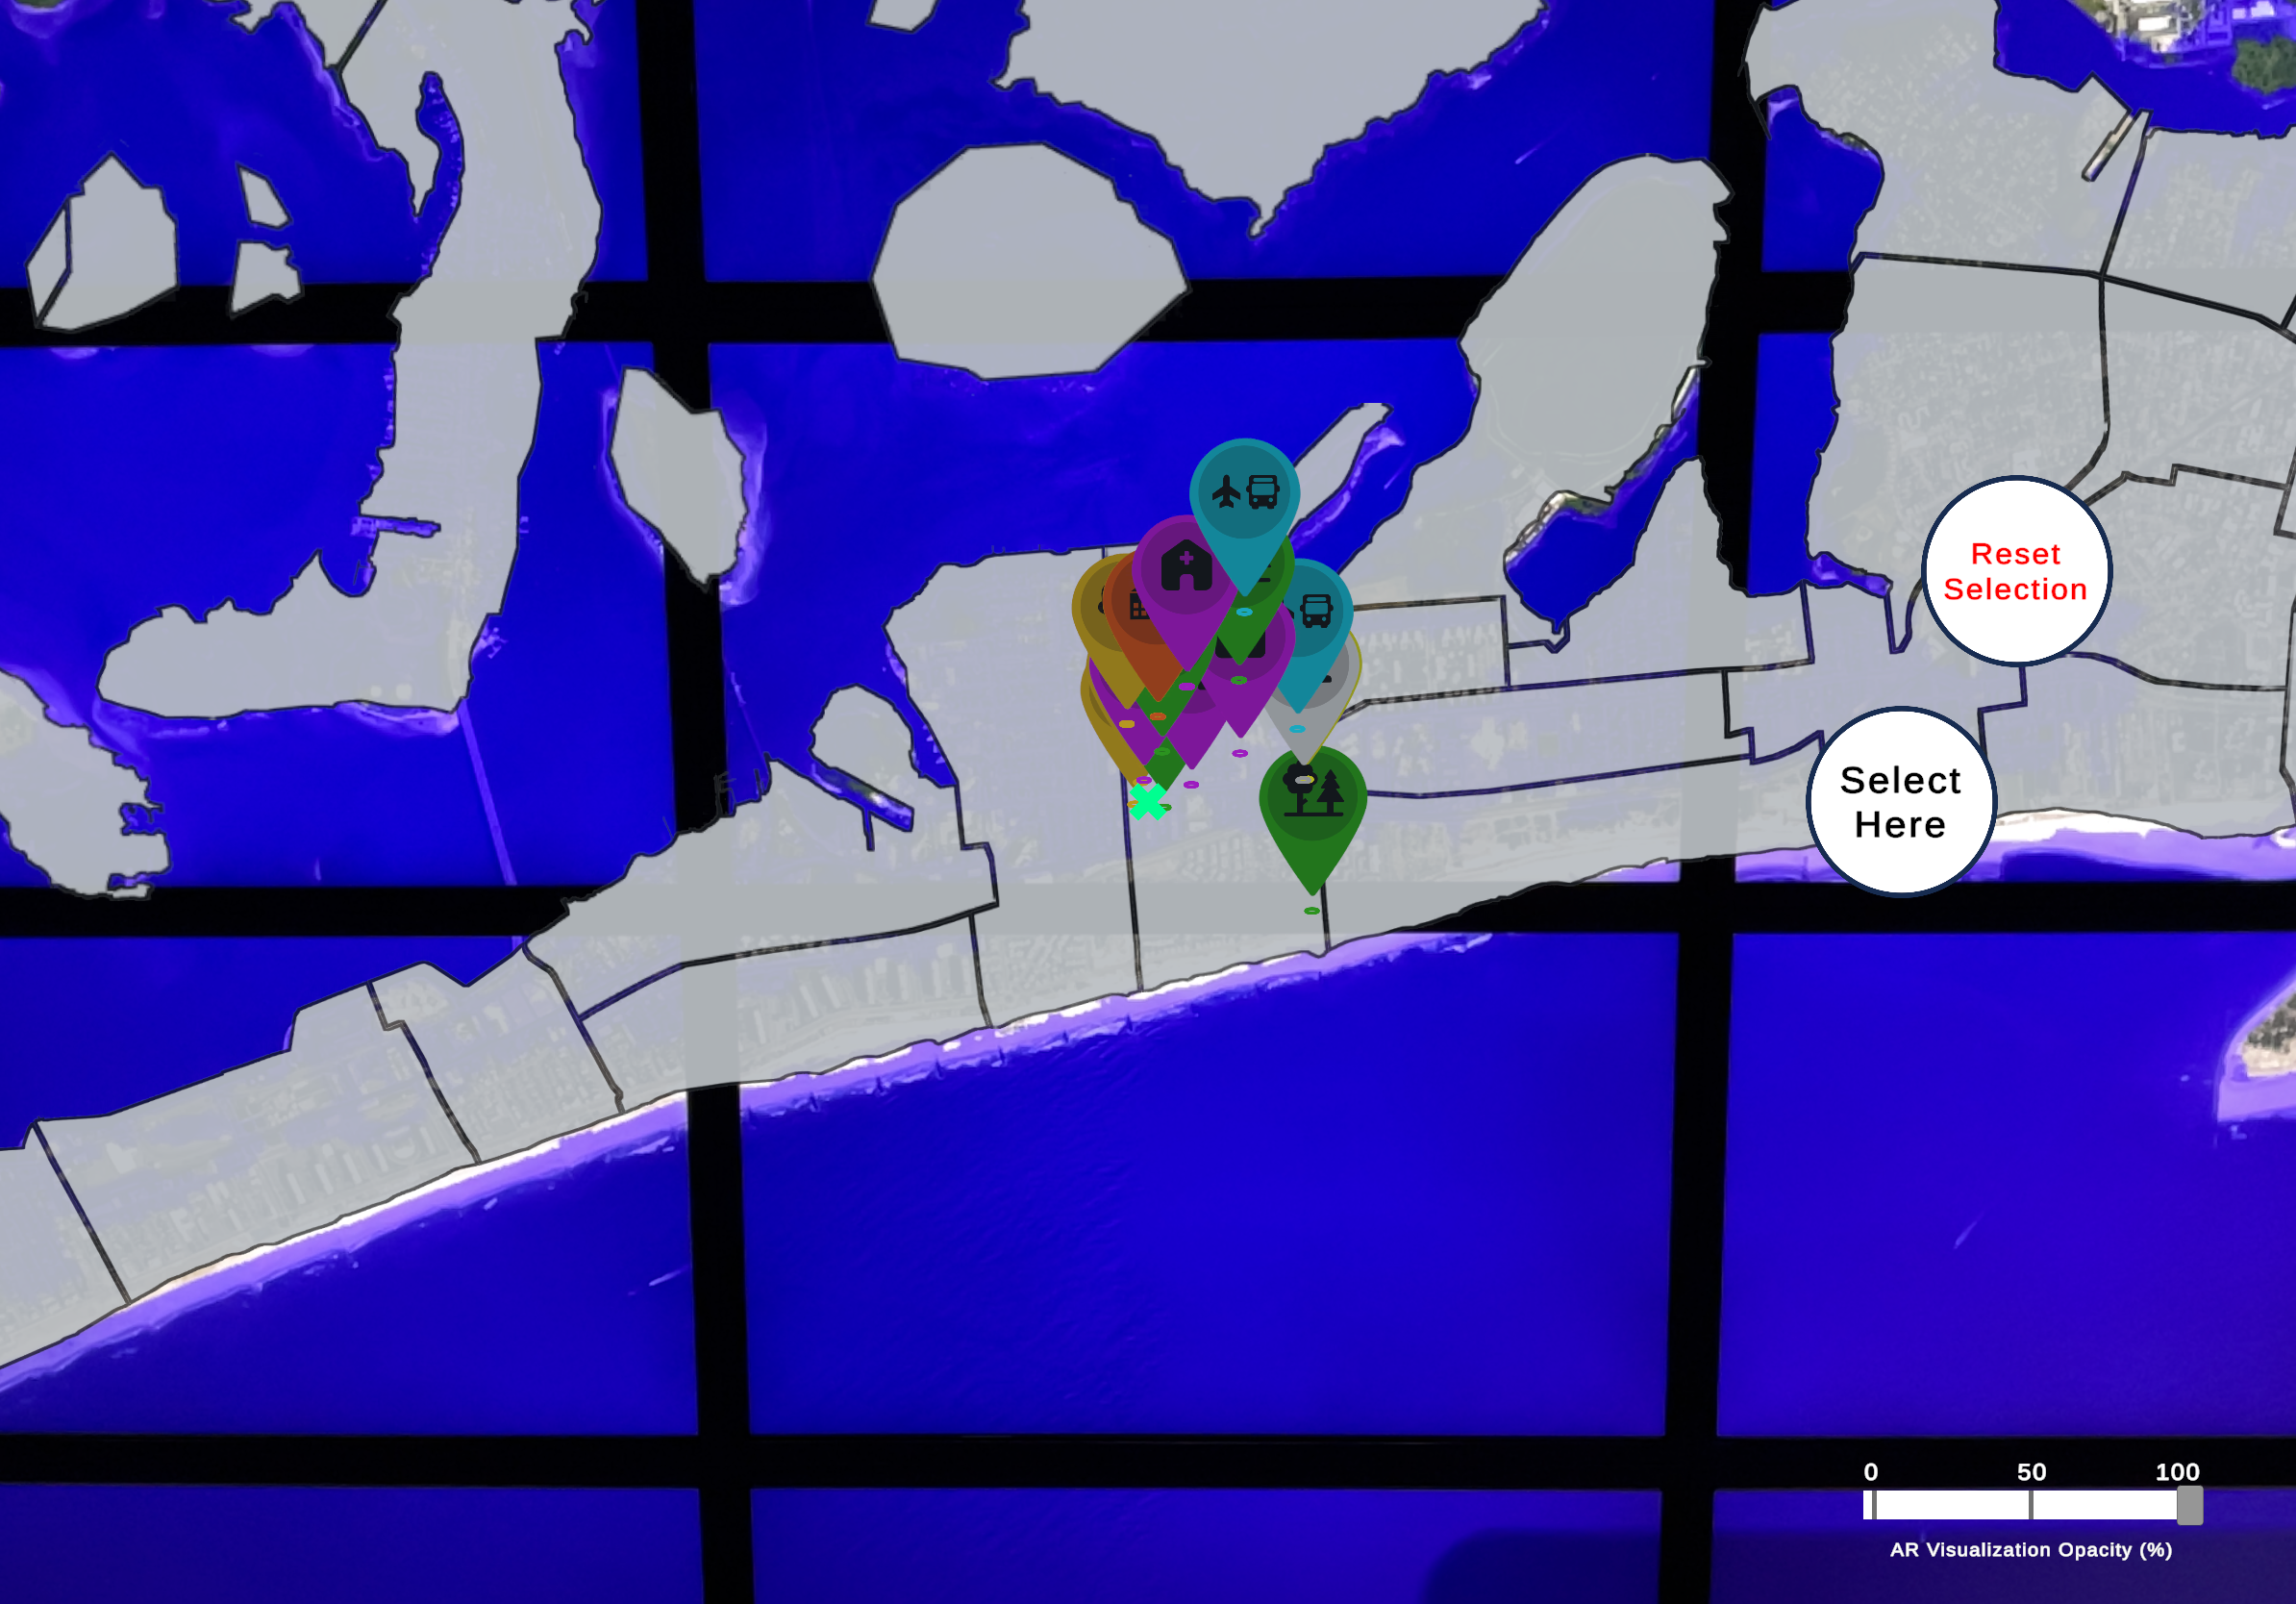 Reset
Selection
Select
Here
0 50 100
AR Visualization Opacity (%)